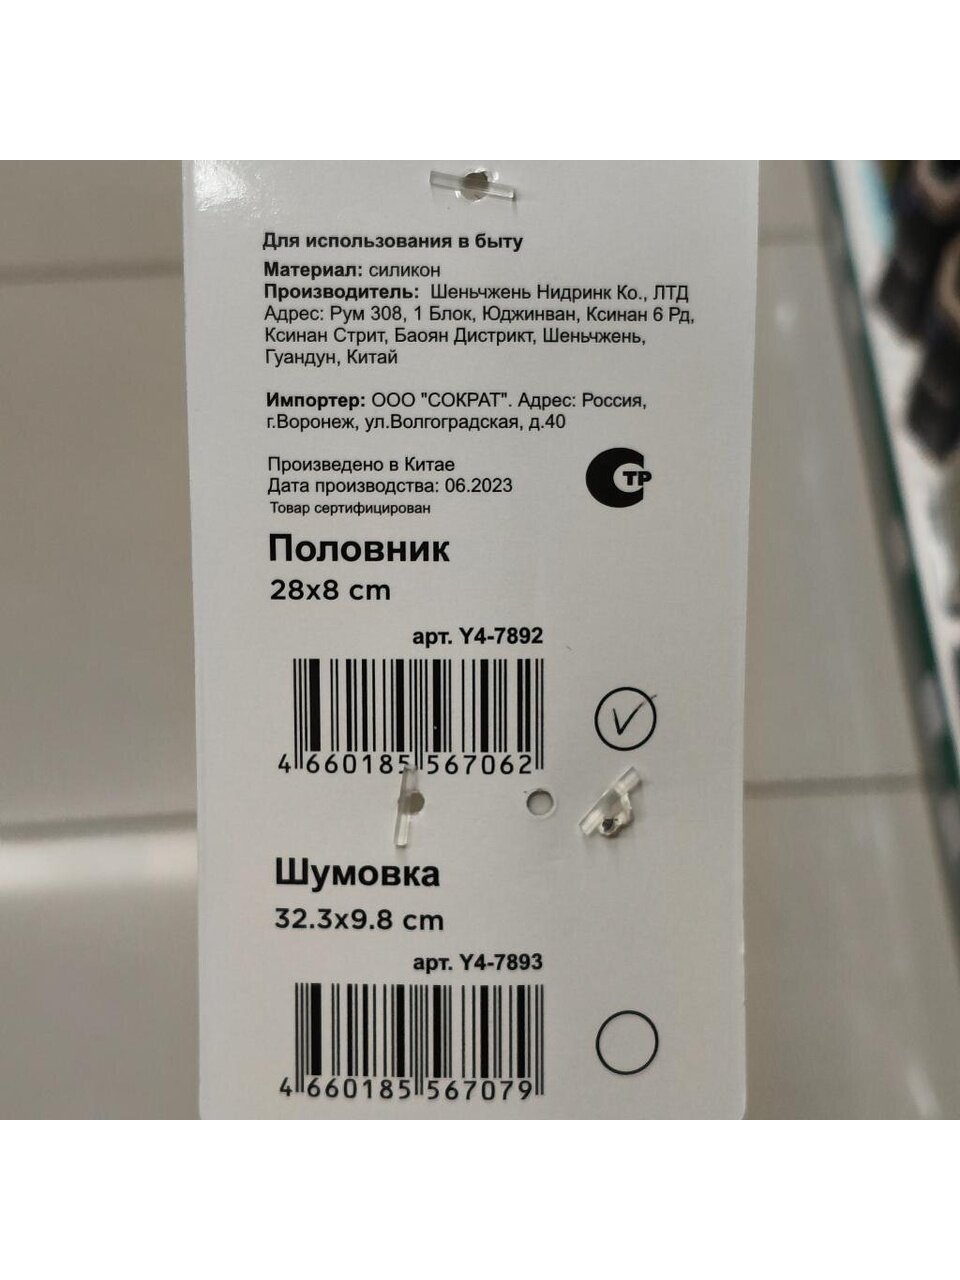 Для использования в быту
Материал: силикон
Производитель: Шеньчжень Нидринк Ко., ЛТД
Адрес: Рум 308, 1 Блок, Юджинван, Ксинан 6 Рд,
Ксинан Стрит, Баоян Дистрикт, Шеньчжень,
Гуандун, Китай
Импортер: ООО "СОКРАТ". Адрес: Россия,
г.Воронеж, ул.Волгоградская, д.40
Произведено в Китае
Дата производства: 06.2023
Товар сертифицирован
СТР
Половник
28x8 cm
арт. Y4-7892
4 660185 567062
Шумовка
32.3x9.8 cm
арт. Y4-7893
4 660185 567079